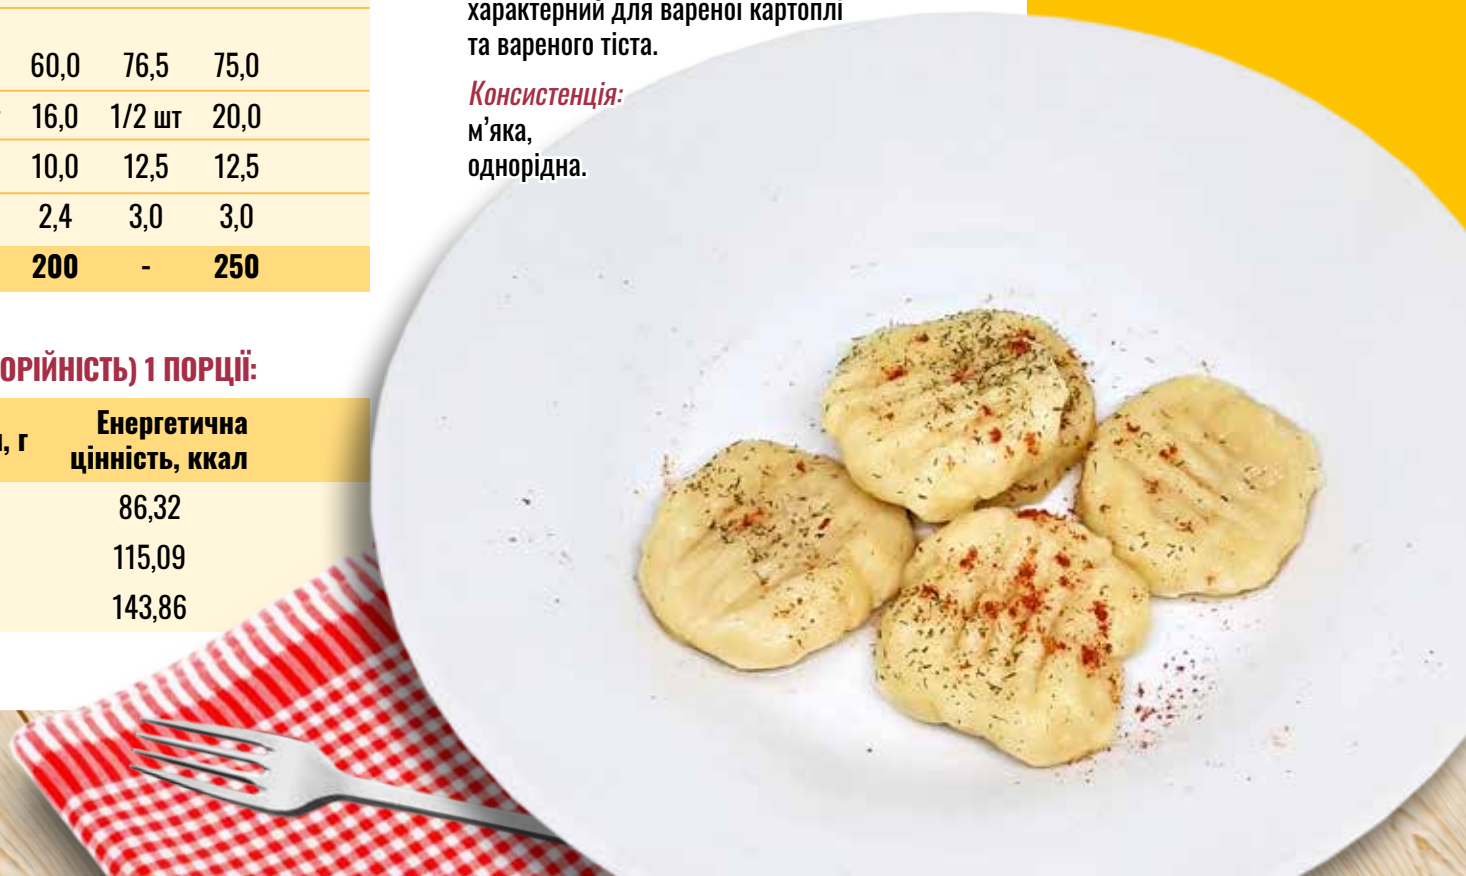 60,0 76,5 75,0
16,0 1/2 шт 20,0
10,0 12,5 12,5
2,4 3,0 3,0
200 - 250
ОРІЙНІСТЬ) 1 ПОРЦІЇ:
, г
Енергетична
цінність, ккал
86,32
115,09
143,86
характерний для вареної картоплі
та вареного тіста.
Консистенція:
м’яка,
однорідна.